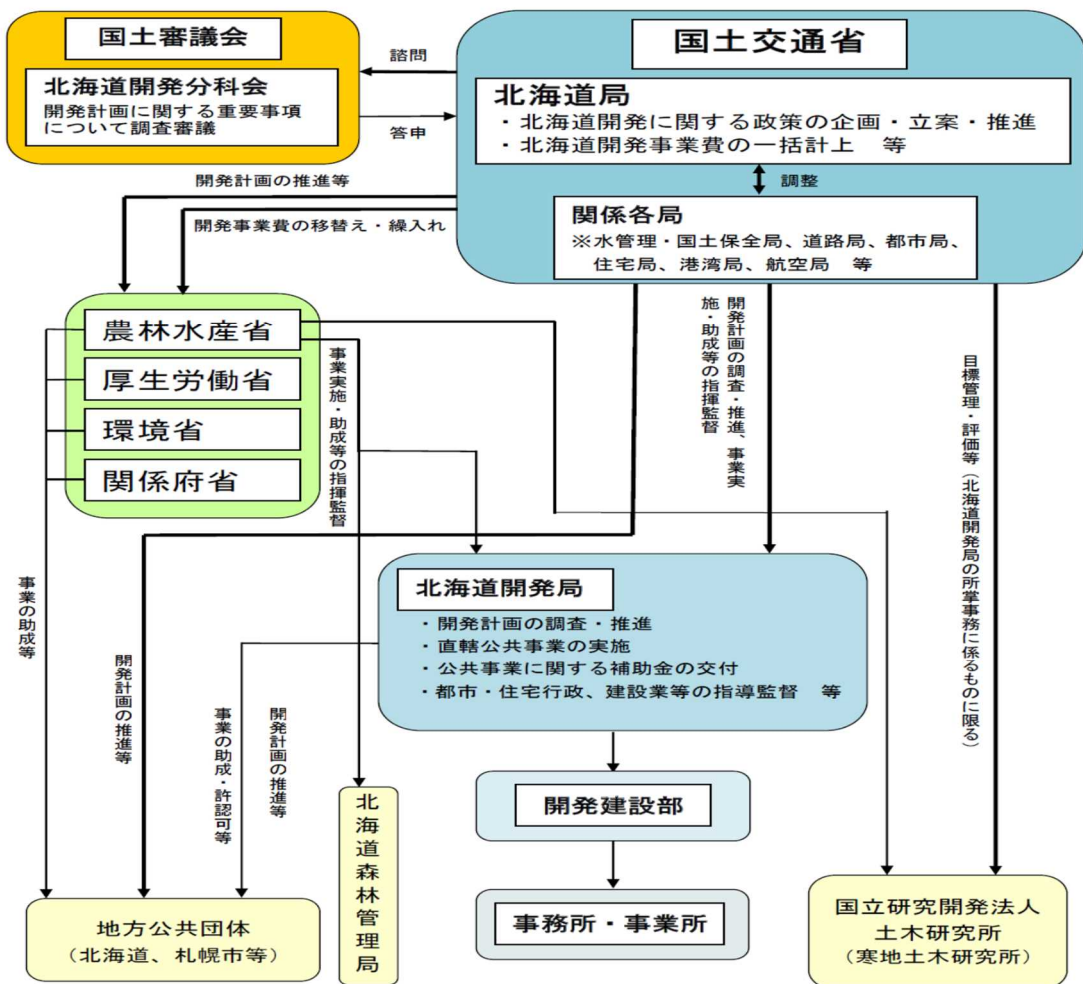 国土審議会
北海道開発分科会
開発計画に関する重要事項
について調査審議
諮問
答申
国土交通省
北海道局
・北海道開発に関する政策の企画・立案・推進
・北海道開発事業費の一括計上　等
調整
関係各局
※水管理・国土保全局、道路局、都市局、
住宅局、港湾局、航空局　等
開発計画の推進等
開発事業費の移替え・繰入れ
農林水産省
厚生労働省
環境省
関係府省
事業実施・助成等の指揮監督
開発計画の調査・推進、事業実
施・助成等の指揮監督
目標管理・評価等（北海道開発局の所掌事務に係るものに限る）
北海道開発局
・開発計画の調査・推進
・直轄公共事業の実施
・公共事業に関する補助金の交付
・都市・住宅行政、建設業等の指導監督　等
事業の助成等
開発計画の推進等
開発計画の推進等
事業の助成・許認可等
開発建設部
事務所・事業所
地方公共団体
（北海道、札幌市等）
北海道森林管理局
国立研究開発法人
土木研究所
（寒地土木研究所）